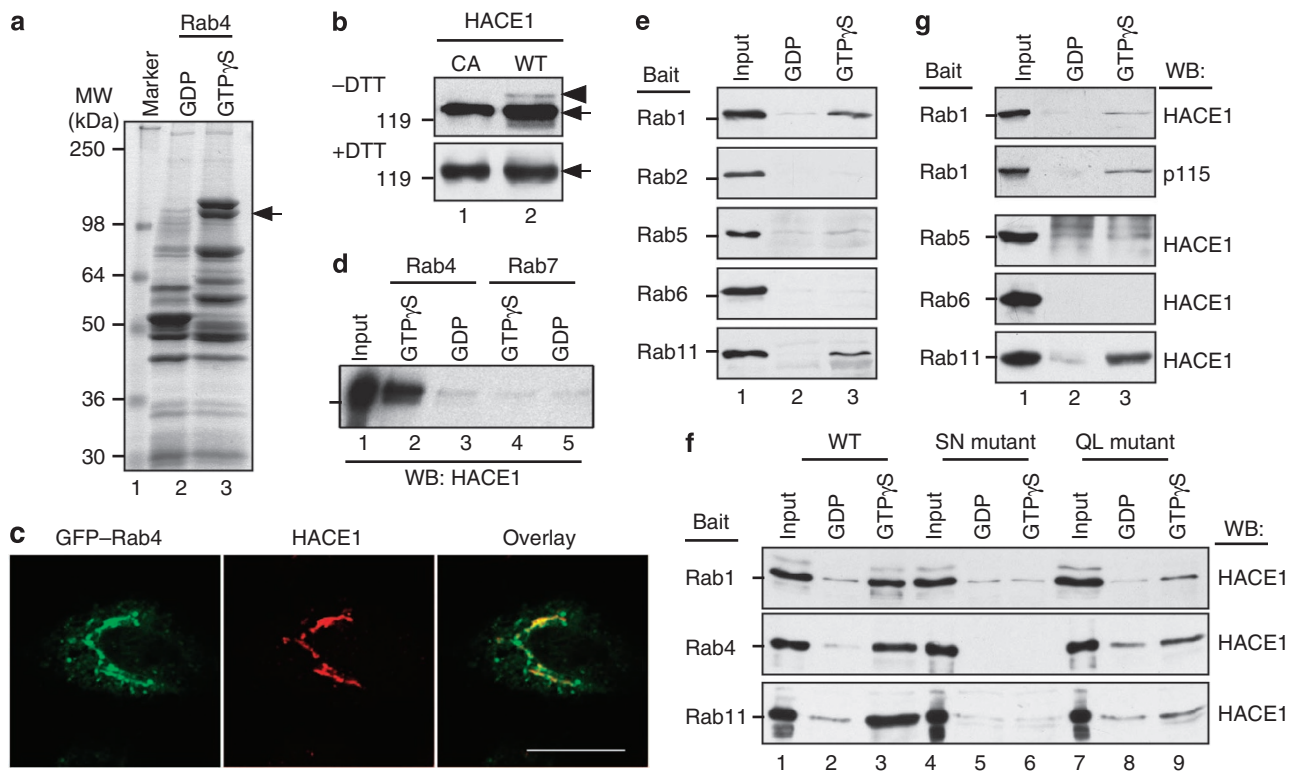 a
Rab4
MW
(kDa)
Marker
GDP
GTPγS
250
98
64
50
36
30
1 2 3
b
HACE1
CA WT
–DTT
119
+DTT
119
1 2
d
Rab4 Rab7
Input
GTPγS
GDP
GTPγS
GDP
1 2 3 4 5
WB: HACE1
c
GFP–Rab4 HACE1 Overlay
e
Bait
Input
GDP
GTPγS
Rab1
Rab2
Rab5
Rab6
Rab11
1 2 3
g
Bait
Input
GDP
GTPγS
WB:
Rab1 HACE1
Rab1 p115
Rab5 HACE1
Rab6 HACE1
Rab11 HACE1
1 2 3
f
WT SN mutant QL mutant
Bait
Input
GDP
GTPγS
Input
GDP
GTPγS
Input
GDP
GTPγS
WB:
Rab1 HACE1
Rab4 HACE1
Rab11 HACE1
1 2 3 4 5 6 7 8 9